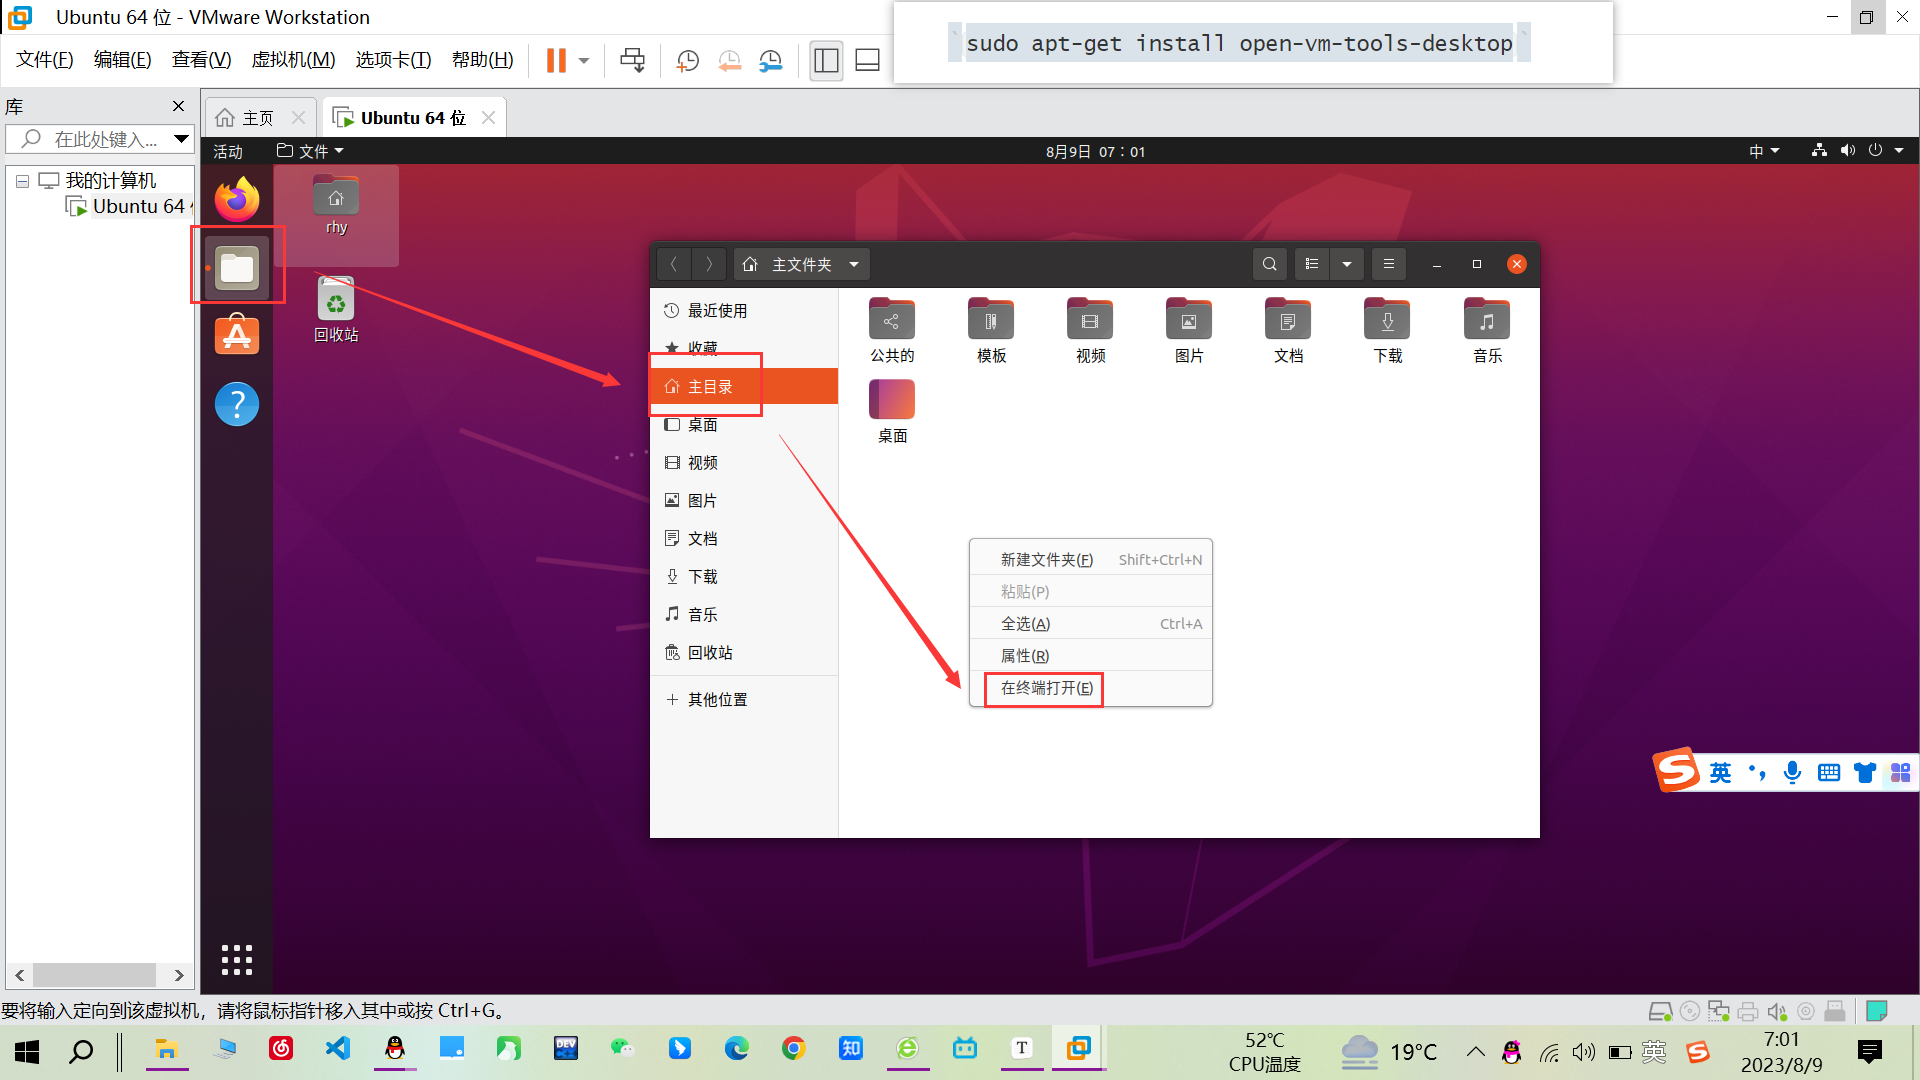 Ubuntu 64 位 - VMware Workstation
`sudo apt-get install open-vm-tools-desktop`
文件(F) 编辑(E) 查看(V) 虚拟机(M) 选项卡(T) 帮助(H)
库
在此处键入...
我的计算机
Ubuntu 64
主页
Ubuntu 64 位
活动
文件
8月9日 07：01
中
rhy
回收站
主文件夹
最近使用
收藏
主目录
桌面
视频
图片
文档
下载
音乐
回收站
其他位置
公共的
模板
视频
图片
文档
下载
音乐
桌面
新建文件夹(F) Shift+Ctrl+N
粘贴(P)
全选(A) Ctrl+A
属性(R)
在终端打开(E)
S 英
要将输入定向到该虚拟机，请将鼠标指针移入其中或按 Ctrl+G。
DEV
知
T
52℃
CPU温度
19°C
英
S
7:01
2023/8/9